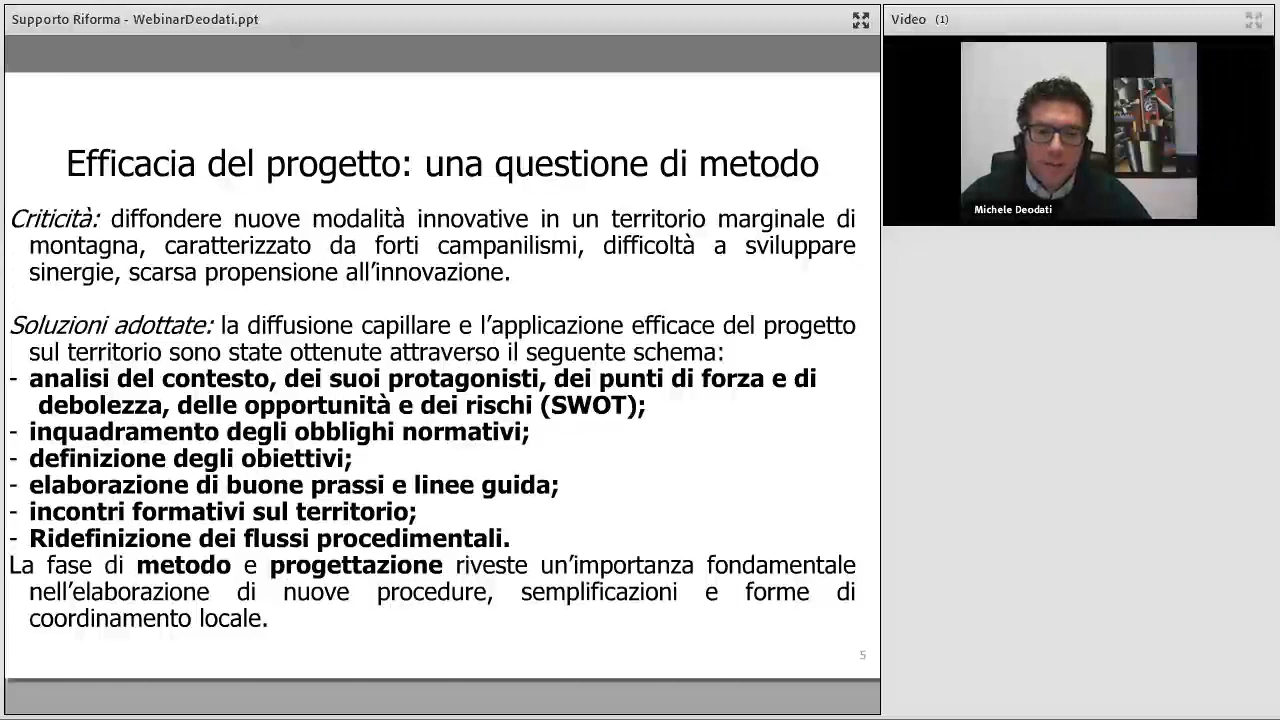 Supporto Riforma - WebinarDeodati.ppt
Video (1)
Michele Deodati
Efficacia del progetto: una questione di metodo
Criticità: diffondere nuove modalità innovative in un territorio marginale di
montagna, caratterizzato da forti campanilismi, difficoltà a sviluppare
sinergie, scarsa propensione all’innovazione.
Soluzioni adottate: la diffusione capillare e l’applicazione efficace del progetto
sul territorio sono state ottenute attraverso il seguente schema:
- analisi del contesto, dei suoi protagonisti, dei punti di forza e di
debolezza, delle opportunità e dei rischi (SWOT);
- inquadramento degli obblighi normativi;
- definizione degli obiettivi;
- elaborazione di buone prassi e linee guida;
- incontri formativi sul territorio;
- Ridefinizione dei flussi procedimentali.
La fase di metodo e progettazione riveste un’importanza fondamentale
nell’elaborazione di nuove procedure, semplificazioni e forme di
coordinamento locale.
5